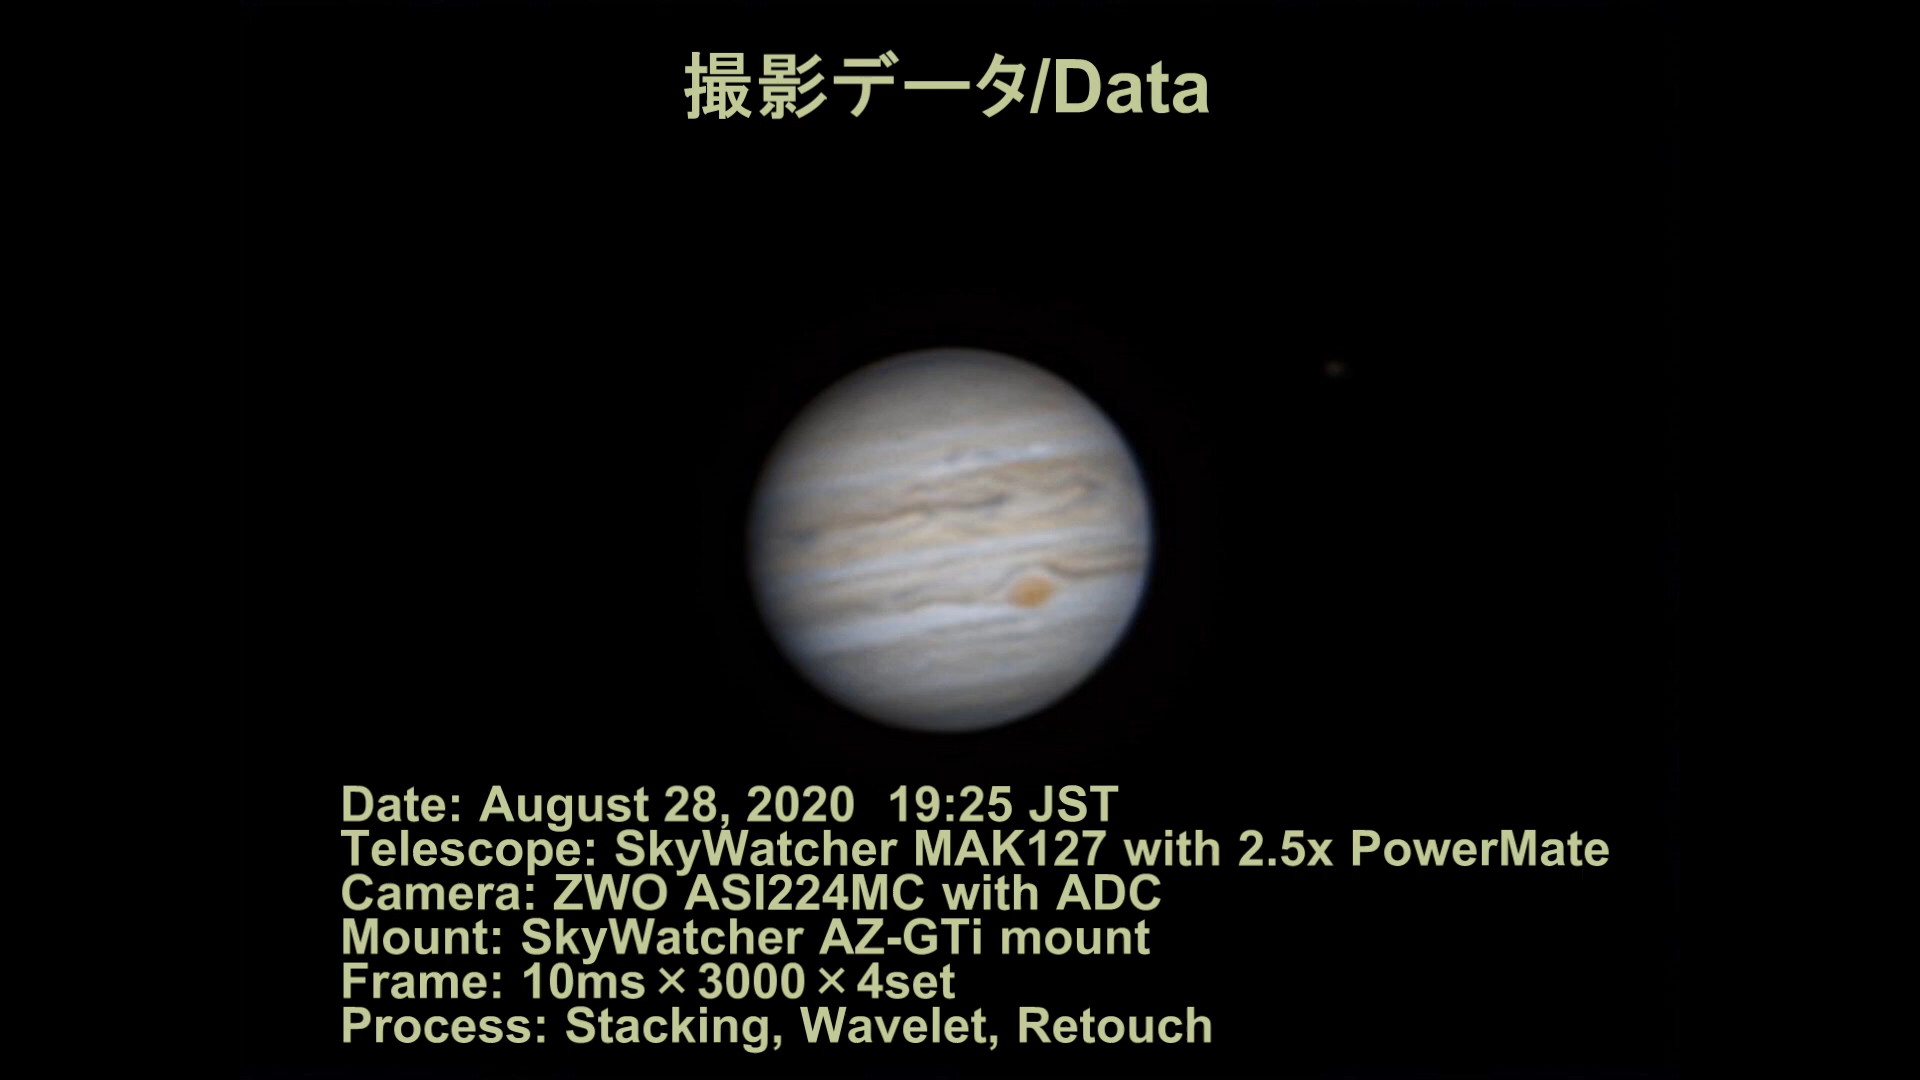 撮影データ/Data
Date: August 28, 2020  19:25 JST
Telescope: SkyWatcher MAK127 with 2.5x PowerMate
Camera: ZWO ASI224MC with ADC
Mount: SkyWatcher AZ-GTi mount
Frame: 10ms×3000×4set
Process: Stacking, Wavelet, Retouch